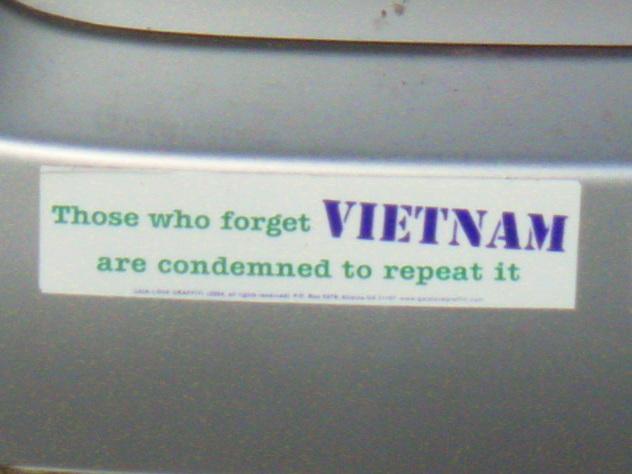 Those who forget VIETNAM
are condemned to repeat it